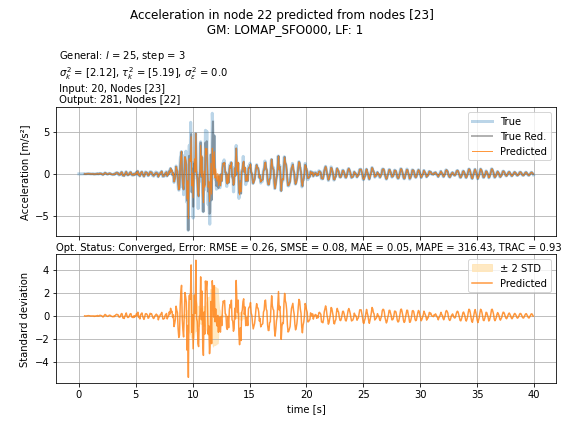 Acceleration in node 22 predicted from nodes [23]
GM: LOMAP_SFO000, LF: 1
General: l = 25, step = 3
σ²ₖ = [2.12], τ²ₖ = [5.19], σ²ε = 0.0
Input: 20, Nodes [23]
Output: 281, Nodes [22]
Acceleration [m/s²]
5
0
−5
True
True Red.
Predicted
Opt. Status: Converged, Error: RMSE = 0.26, SMSE = 0.08, MAE = 0.05, MAPE = 316.43, TRAC = 0.93
Standard deviation
4
2
0
−2
−4
± 2 STD
Predicted
0 5 10 15 20 25 30 35 40
time [s]